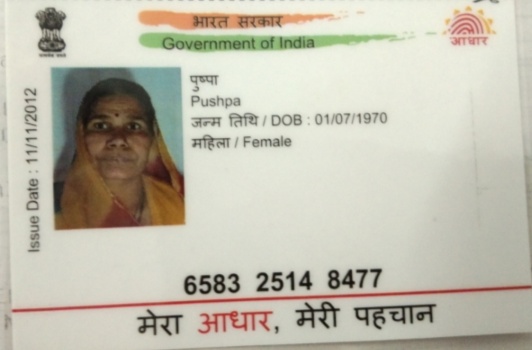 भारत सरकार
Government of India
आधार
पुष्पा
Pushpa
जन्म तिथि / DOB : 01/07/1970
महिला / Female
Issue Date : 11/11/2012
6583 2514 8477
मेरा आधार, मेरी पहचान